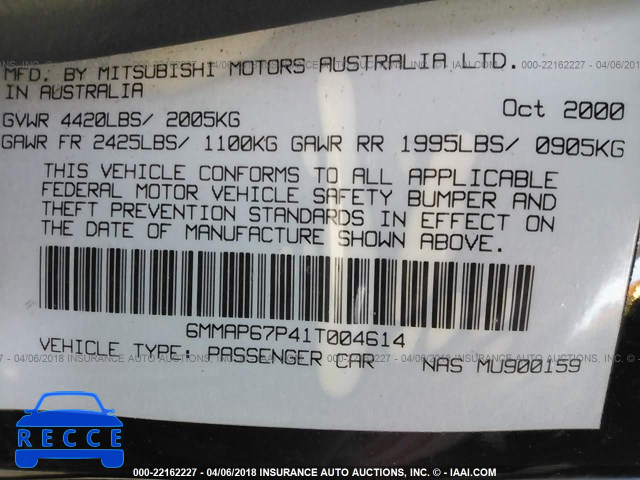 MFD. BY MITSUBISHI MOTORS AUSTRALIA LTD.
IN AUSTRALIA
Oct 2000
GVWR 4420LBS/ 2005KG
GAWR FR 2425LBS/ 1100KG GAWR RR 1995LBS/ 0905KG
THIS VEHICLE CONFORMS TO ALL APPLICABLE
FEDERAL MOTOR VEHICLE SAFETY BUMPER AND
THEFT PREVENTION STANDARDS IN EFFECT ON
THE DATE OF MANUFACTURE SHOWN ABOVE.
6MMAP67P41T004614
VEHICLE TYPE: PASSENGER CAR NAS MU900159
RECCE
000-22162227 - 04/06/2018 INSURANCE AUTO AUCTIONS, INC. - © IAAI.COM